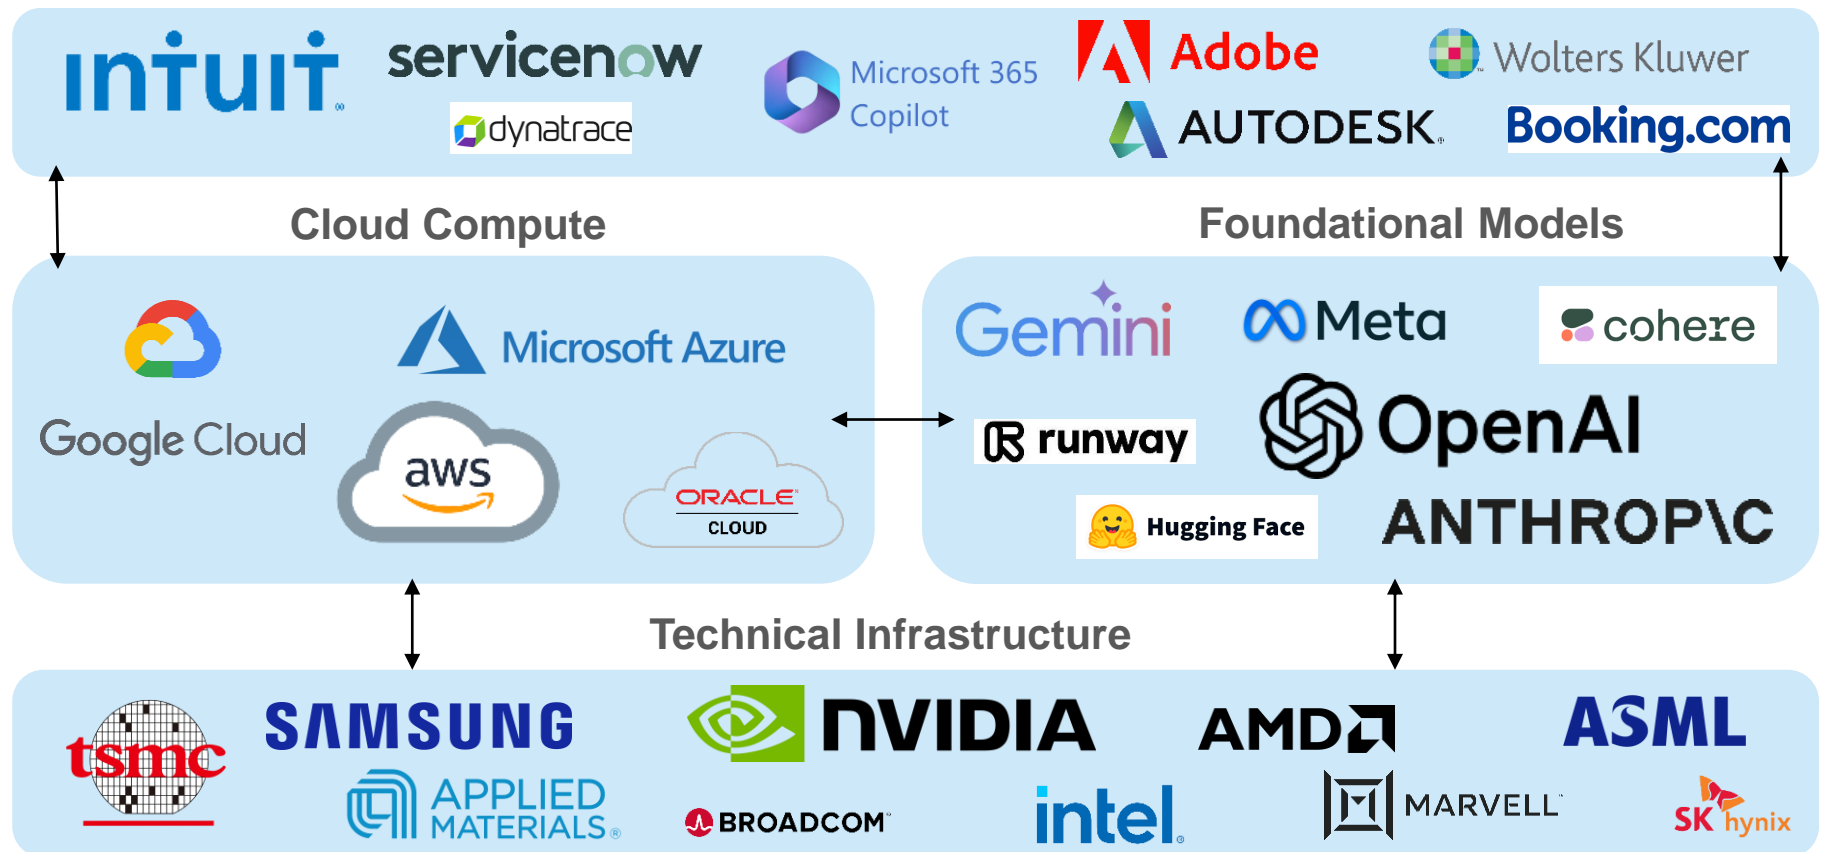 intuit®
servicenow
dynatrace
Microsoft 365
Copilot
Adobe
AUTODESK®
Wolters Kluwer
Booking.com
Cloud Compute
Foundational Models
Google Cloud
Microsoft Azure
aws
ORACLE
CLOUD
Gemini
Meta
cohere
runway
OpenAI
Hugging Face
ANTHROP\C
Technical Infrastructure
tsmc
SAMSUNG
NVIDIA
AMD
ASML
APPLIED
MATERIALS®
BROADCOM
intel®
MARVELL
SK hynix